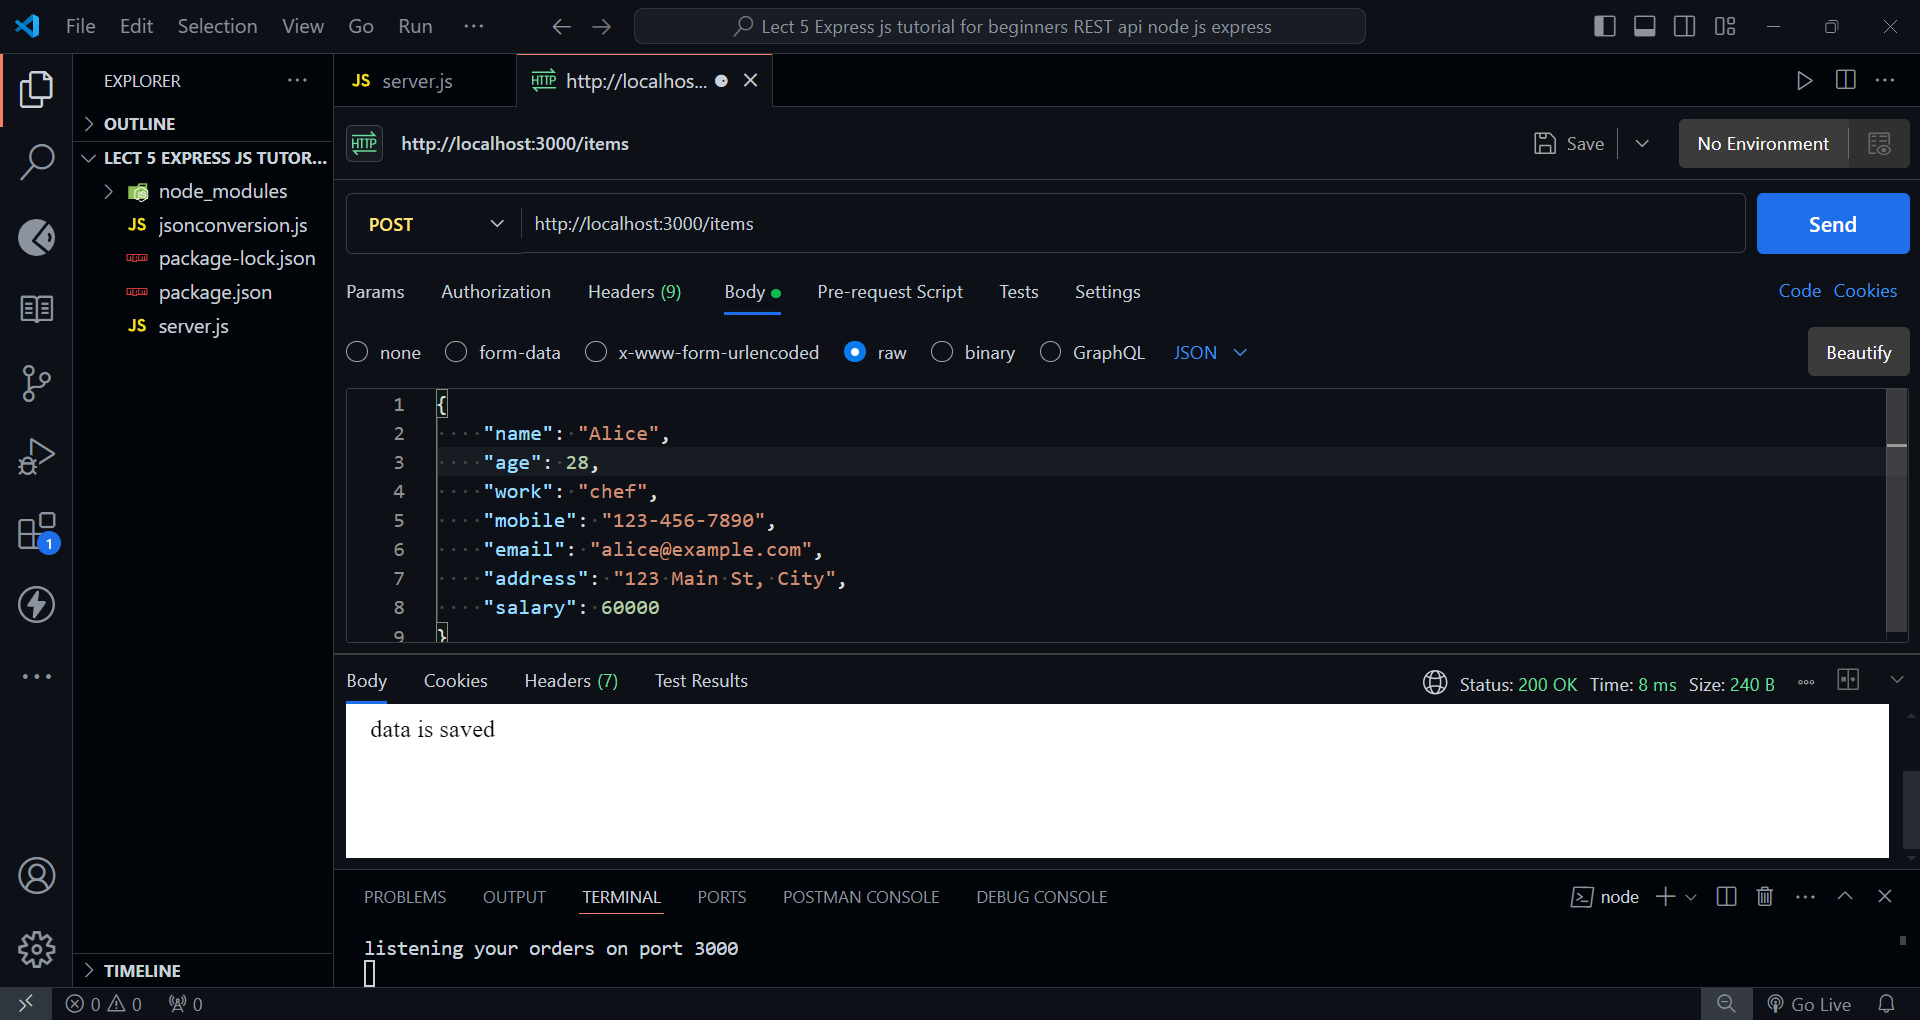 File Edit Selection View Go Run ···
Lect 5 Express js tutorial for beginners REST api node js express
EXPLORER
OUTLINE
LECT 5 EXPRESS JS TUTOR...
node_modules
JS jsonconversion.js
package-lock.json
package.json
JS server.js
TIMELINE
1
JS server.js
HTTP http://localhos...
HTTP http://localhost:3000/items
Save
No Environment
POST http://localhost:3000/items
Send
Params Authorization Headers (9) Body Pre-request Script Tests Settings
Code Cookies
none form-data x-www-form-urlencoded raw binary GraphQL JSON
Beautify
1 {
2 "name": "Alice",
3 "age": 28,
4 "work": "chef",
5 "mobile": "123-456-7890",
6 "email": "alice@example.com",
7 "address": "123 Main St, City",
8 "salary": 60000
9 }
Body Cookies Headers (7) Test Results
Status: 200 OK Time: 8 ms Size: 240 B
data is saved
PROBLEMS OUTPUT TERMINAL PORTS POSTMAN CONSOLE DEBUG CONSOLE
node
listening your orders on port 3000
0 0 0
Go Live